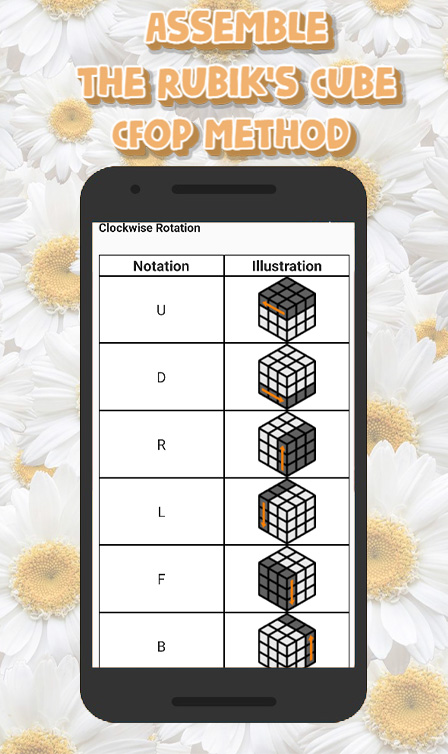 ASSEMBLE
THE RUBIK'S CUBE
CFOP METHOD
Clockwise Rotation
Notation Illustration
U
D
R
L
F
B